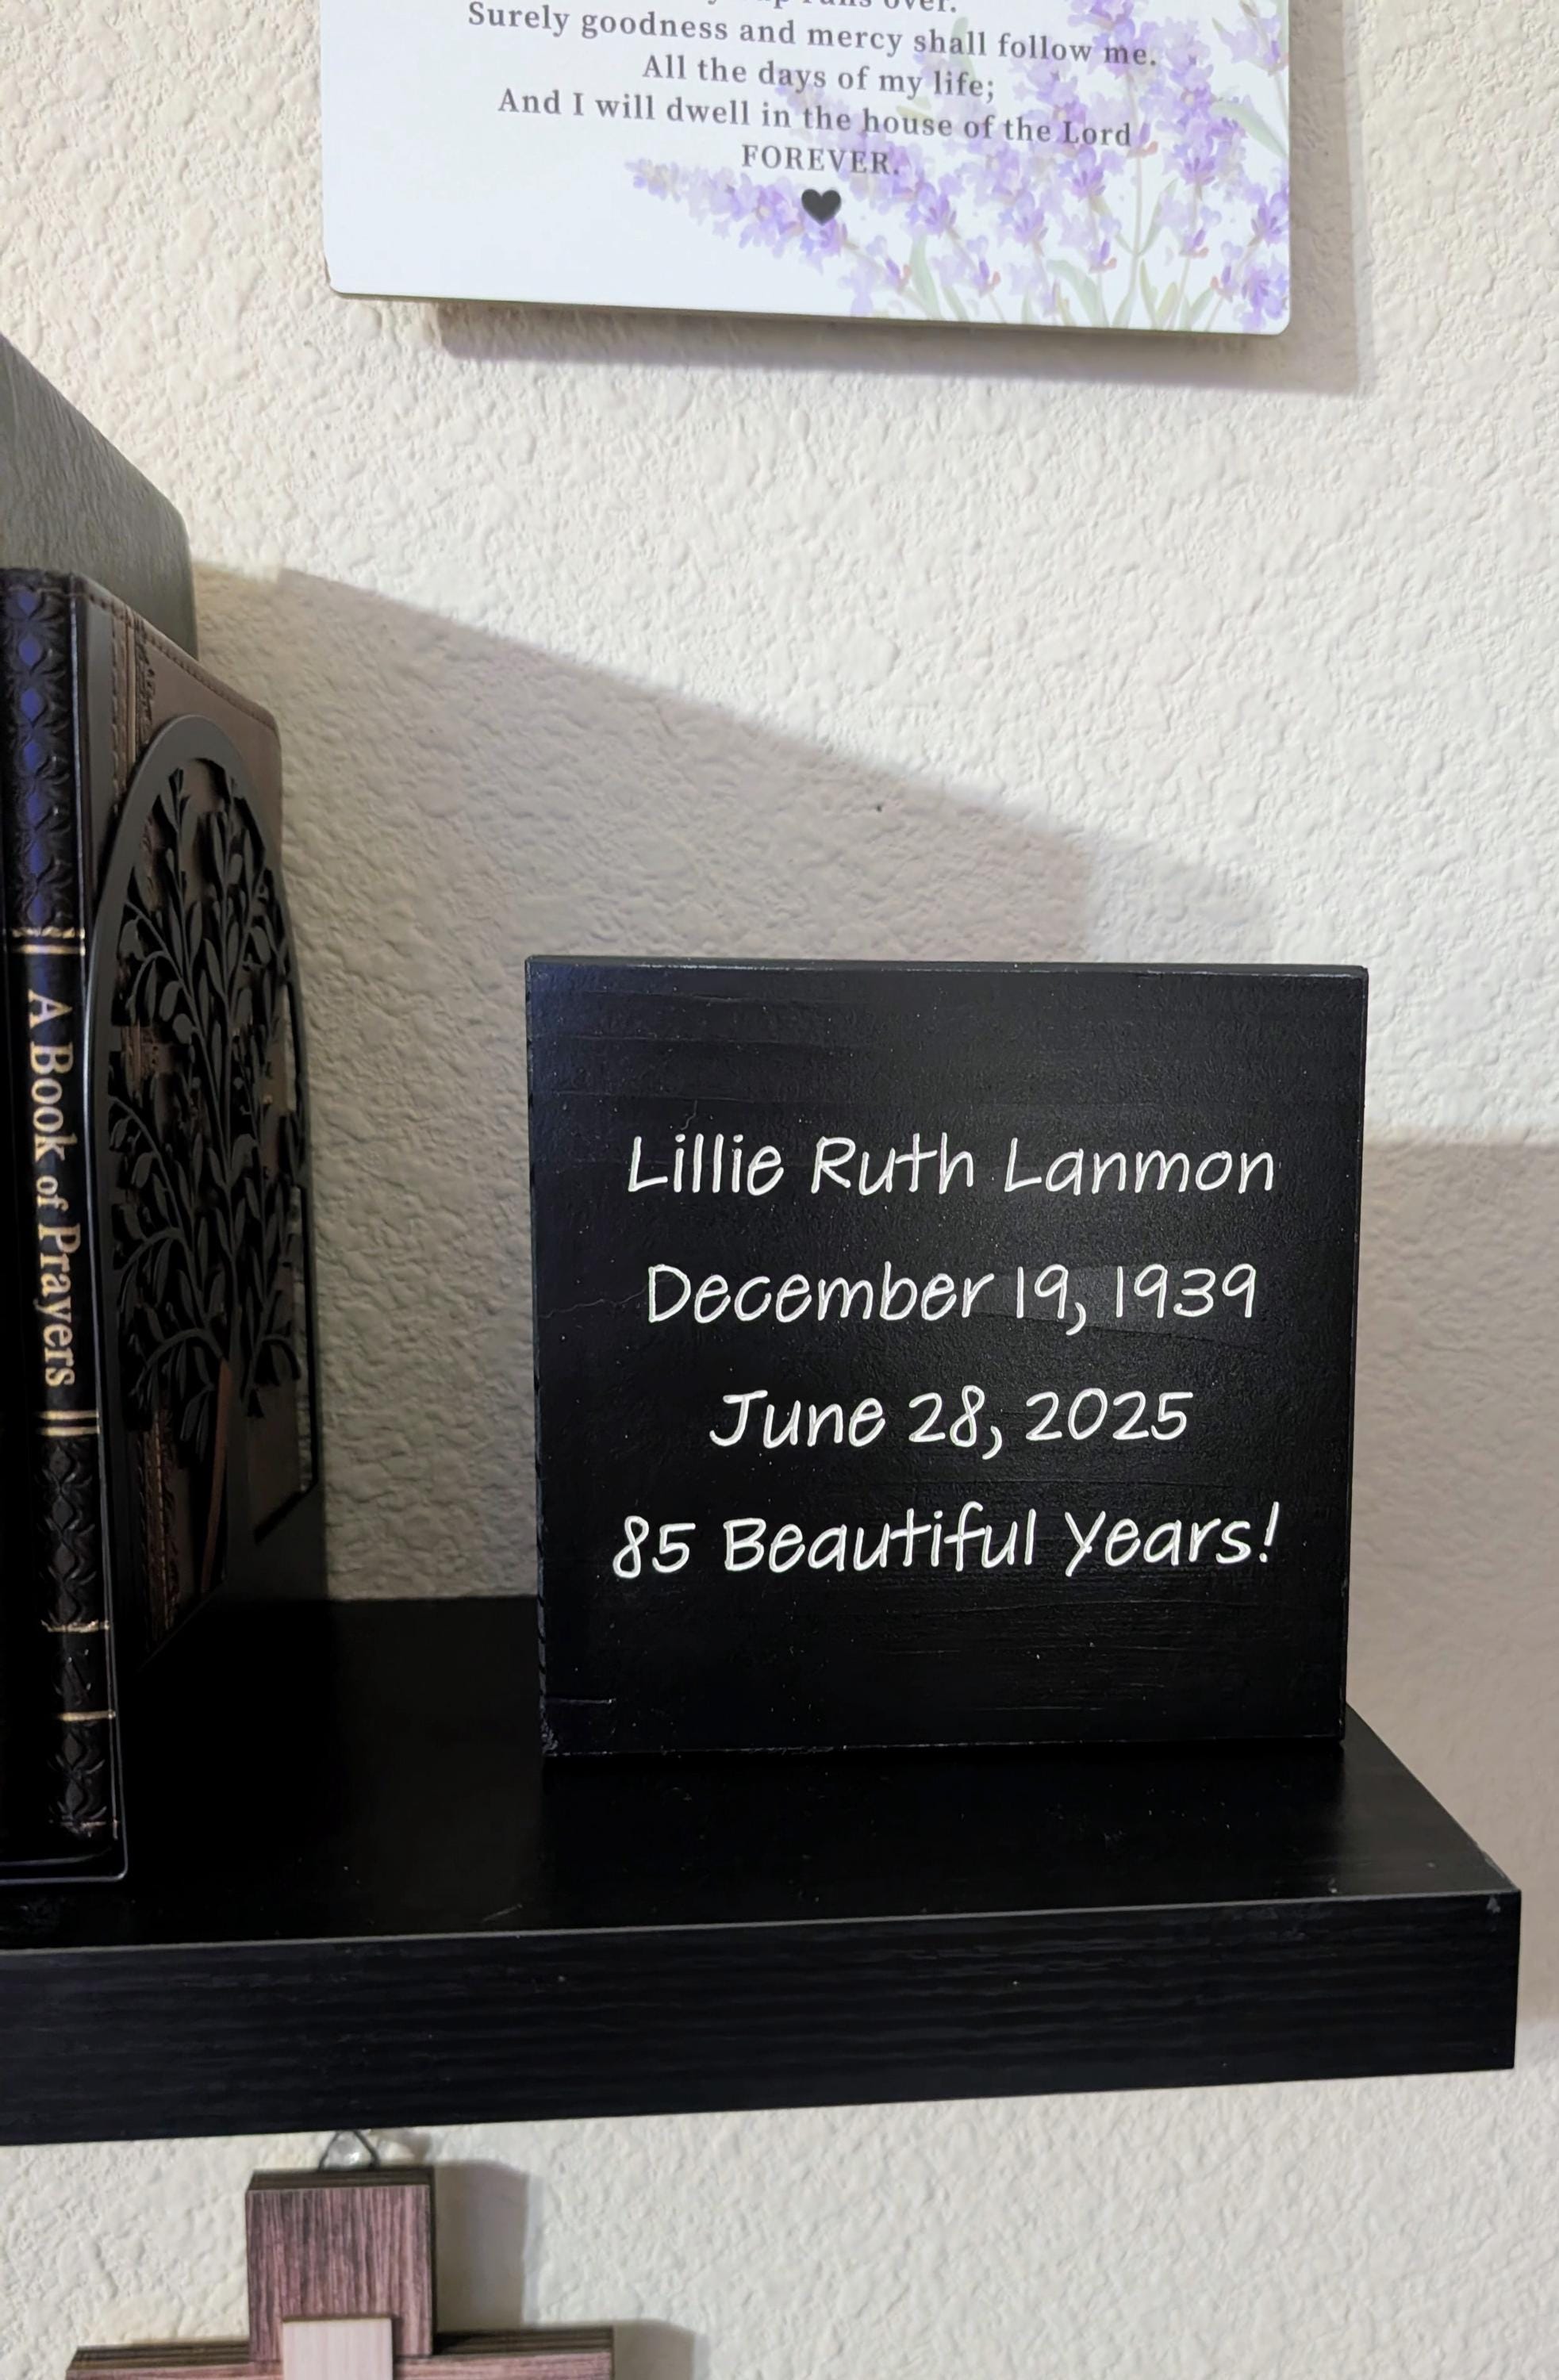 over.
Surely goodness and mercy shall follow me.
All the days of my life;
And I will dwell in the house of the Lord
FOREVER.
A Book of Prayers
Lillie Ruth Lanmon
December 19, 1939
June 28, 2025
85 Beautiful Years!